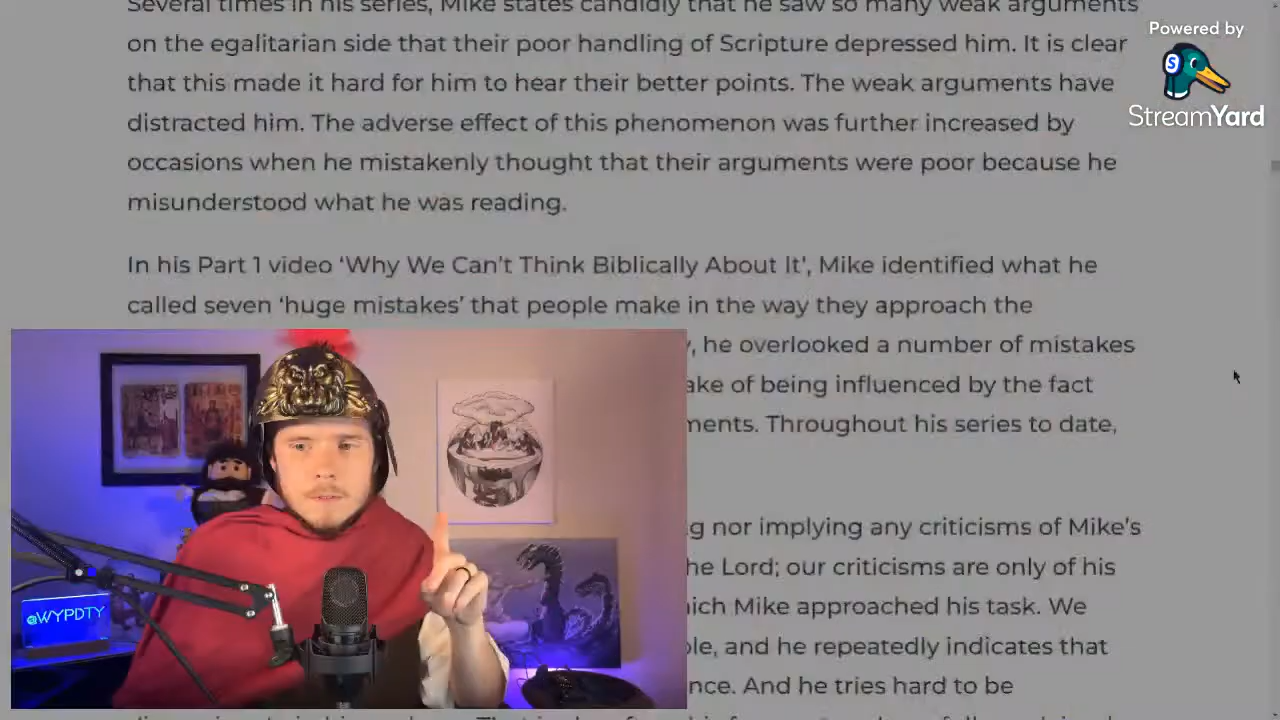 Several times in his series, Mike states candidly that he saw so many weak arguments
on the egalitarian side that their poor handling of Scripture depressed him. It is clear
that this made it hard for him to hear their better points. The weak arguments have
distracted him. The adverse effect of this phenomenon was further increased by
occasions when he mistakenly thought that their arguments were poor because he
misunderstood what he was reading.
In his Part 1 video ‘Why We Can’t Think Biblically About It’, Mike identified what he
called seven ‘huge mistakes’ that people make in the way they approach the
, he overlooked a number of mistakes
ake of being influenced by the fact
ments. Throughout his series to date,
g nor implying any criticisms of Mike’s
he Lord; our criticisms are only of his
ich Mike approached his task. We
ble, and he repeatedly indicates that
nce. And he tries hard to be
Powered by
S
StreamYard
@WYPDTY